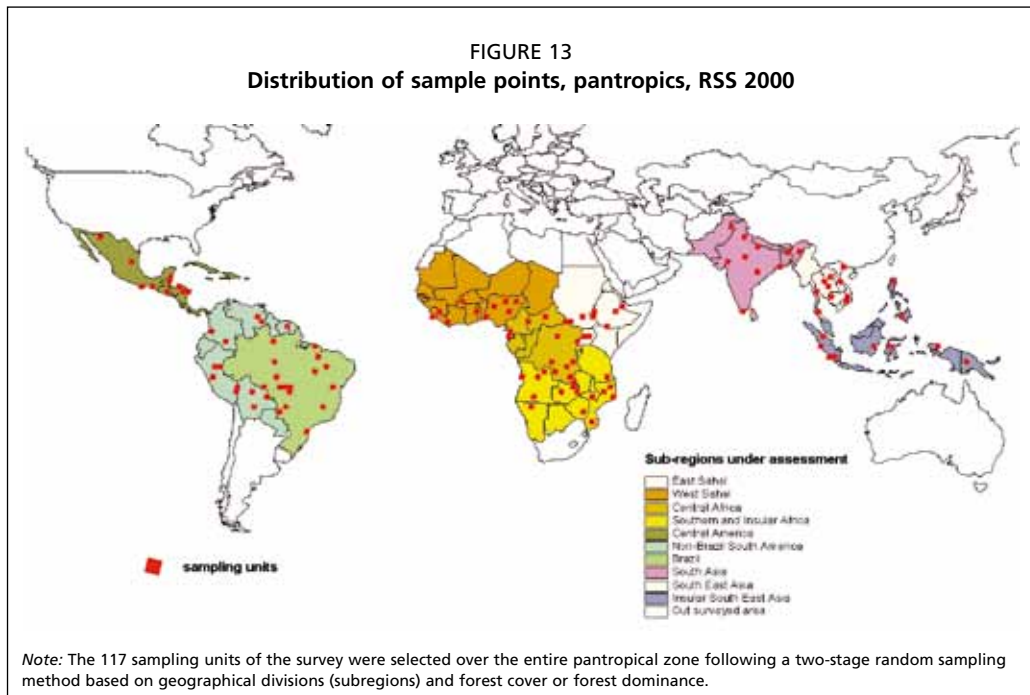 FIGURE 13
Distribution of sample points, pantropics, RSS 2000
Sub-regions under assessment
East Sahel
West Sahel
Central Africa
Southern and Insular Africa
Central America
Non-Brazil South America
Brazil
South Asia
South East Asia
Insular South East Asia
Out surveyed area
sampling units
Note: The 117 sampling units of the survey were selected over the entire pantropical zone following a two-stage random sampling
method based on geographical divisions (subregions) and forest cover or forest dominance.